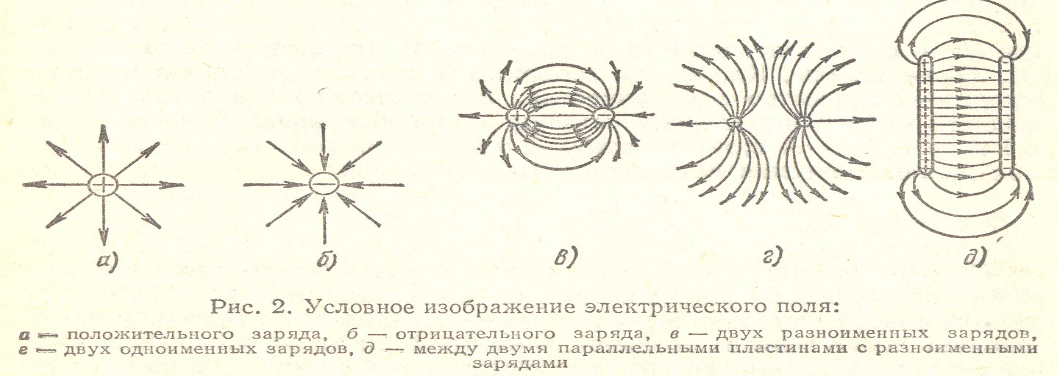 а) б) в) г) д)
Рис. 2. Условное изображение электрического поля:
а — положительного заряда, б — отрицательного заряда, в — двух разноименных зарядов,
г — двух одноименных зарядов, д — между двумя параллельными пластинами с разноименными
зарядами